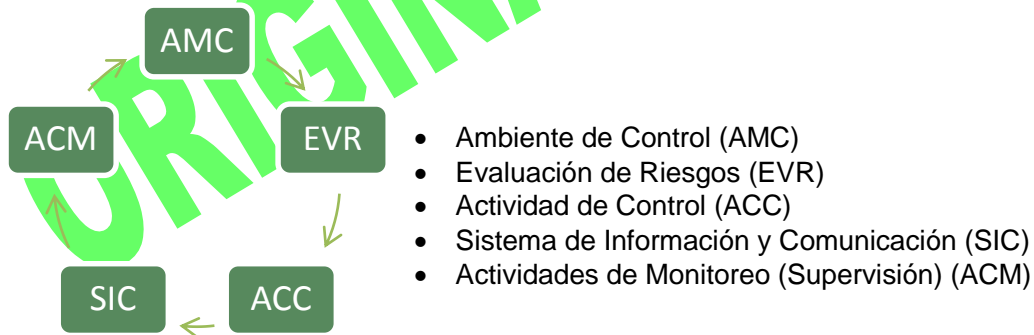 AMC
ACM
EVR
SIC
ACC
• Ambiente de Control (AMC)
• Evaluación de Riesgos (EVR)
• Actividad de Control (ACC)
• Sistema de Información y Comunicación (SIC)
• Actividades de Monitoreo (Supervisión) (ACM)